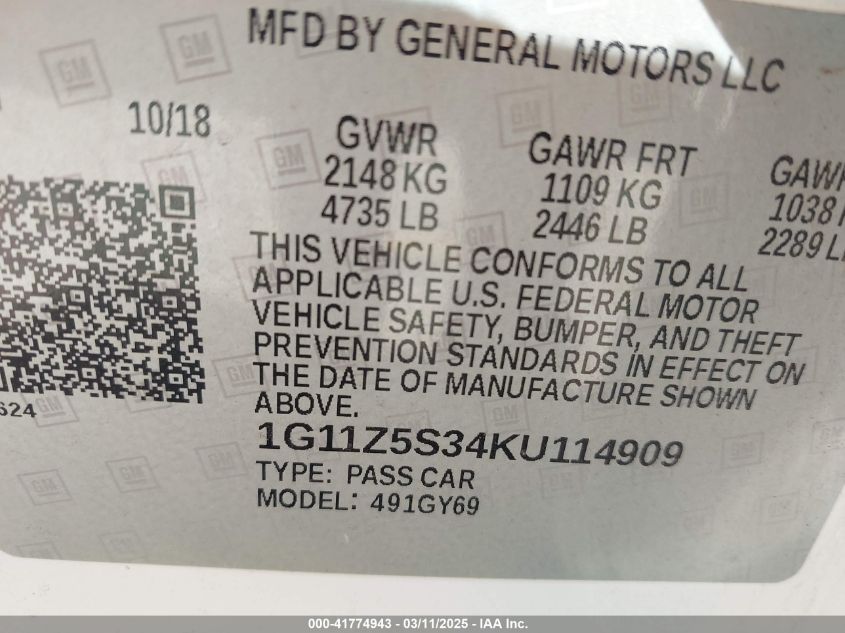 MFD BY GENERAL MOTORS LLC
10/18
GVWR
2148 KG
4735 LB
GAWR FRT
1109 KG
2446 LB
GAWR
1038
2289 L
THIS VEHICLE CONFORMS TO ALL
APPLICABLE U.S. FEDERAL MOTOR
VEHICLE SAFETY, BUMPER, AND THEFT
PREVENTION STANDARDS IN EFFECT ON
THE DATE OF MANUFACTURE SHOWN
ABOVE.
624
1G11Z5S34KU114909
TYPE: PASS CAR
MODEL: 491GY69
000-41774943 - 03/11/2025 - IAA Inc.